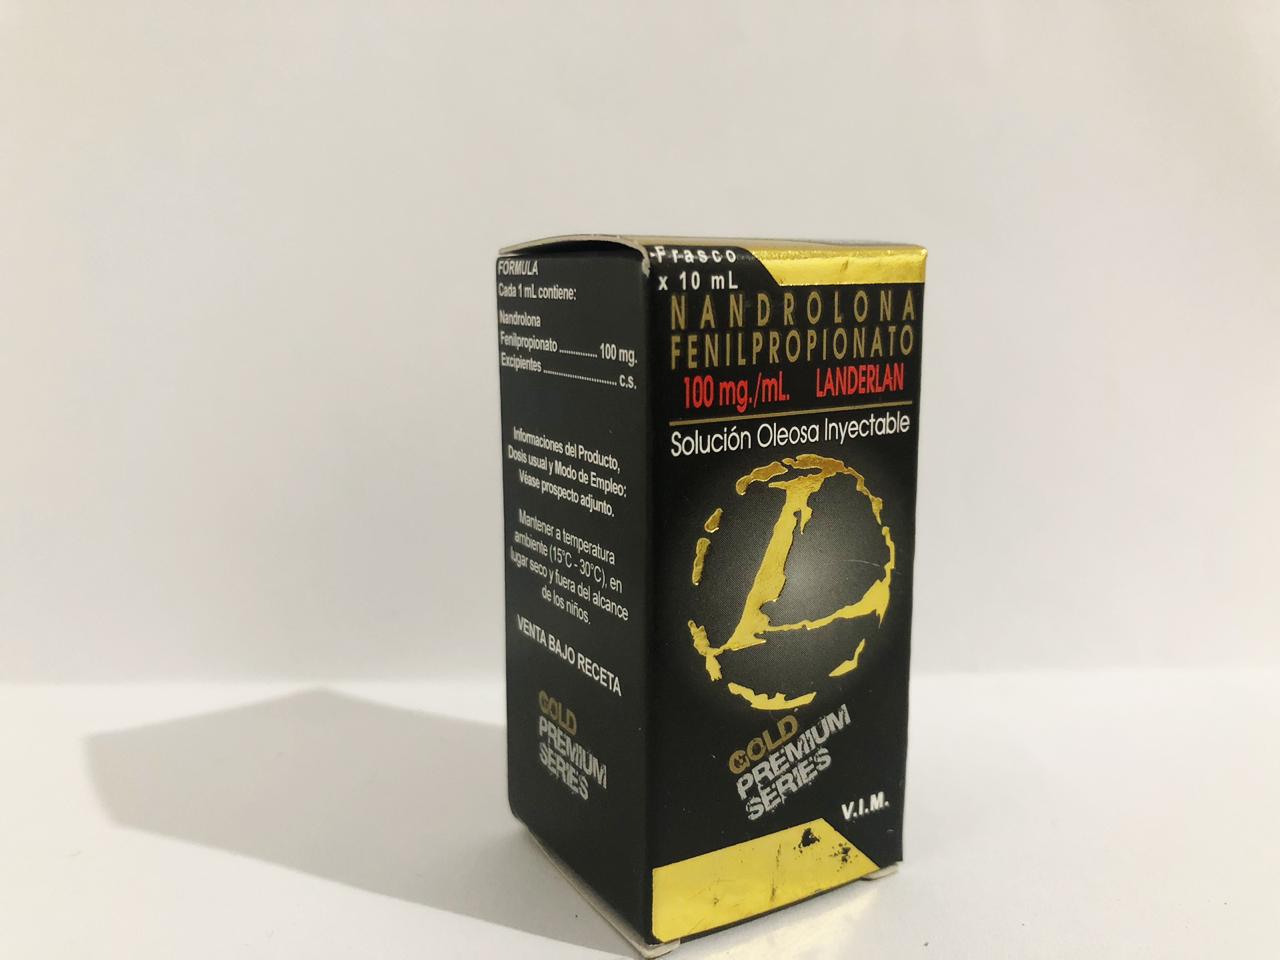 FÓRMULA
Cada 1 mL contiene:
Nandrolona
Fenilpropionato ............ 100 mg.
Excipientes ........................ c.s.
Informaciones del Producto,
Dosis usual y Modo de Empleo:
Véase prospecto adjunto.
Mantener a temperatura
ambiente (15°C - 30°C), en
lugar seco y fuera del alcance
de los niños.
VENTA BAJO RECETA
GOLD
PREMIUM
SERIES
Frasco
x 10 mL
NANDROLONA
FENILPROPIONATO
100 mg./mL. LANDERLAN
Solución Oleosa Inyectable
L
GOLD
PREMIUM
SERIES
V.I.M.